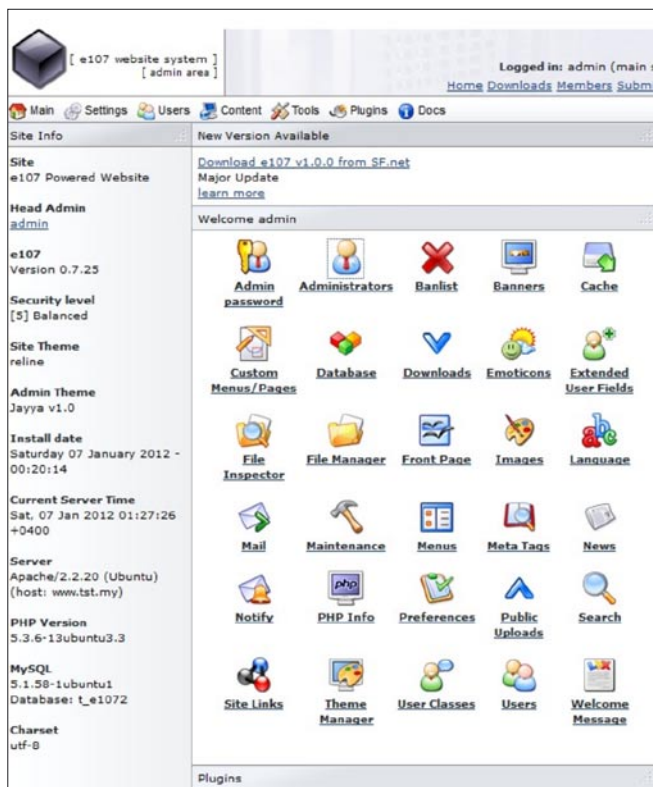 [ e107 website system ]
[ admin area ]
Logged in: admin (main
Home Downloads Members Submi
Main Settings Users Content Tools Plugins Docs
Site Info
Site
e107 Powered Website
Head Admin
admin
e107
Version 0.7.25
Security level
[5] Balanced
Site Theme
reline
Admin Theme
Jayya v1.0
Install date
Saturday 07 January 2012 -
00:20:14
Current Server Time
Sat, 07 Jan 2012 01:27:26
+0400
Server
Apache/2.2.20 (Ubuntu)
(host: www.tst.my)
PHP Version
5.3.6-13ubuntu3.3
MySQL
5.1.58-1ubuntu1
Database: t_e1072
Charset
utf-8
New Version Available
Download e107 v1.0.0 from SF.net
Major Update
learn more
Welcome admin
Admin password
Administrators
Banlist
Banners
Cache
Custom Menus/Pages
Database
Downloads
Emoticons
Extended User Fields
File Inspector
File Manager
Front Page
Images
abc
Language
Mail
Maintenance
Menus
Meta Tags
News
Notify
php
PHP Info
Preferences
Public Uploads
Search
Site Links
Theme Manager
User Classes
Users
Welcome Message
Plugins